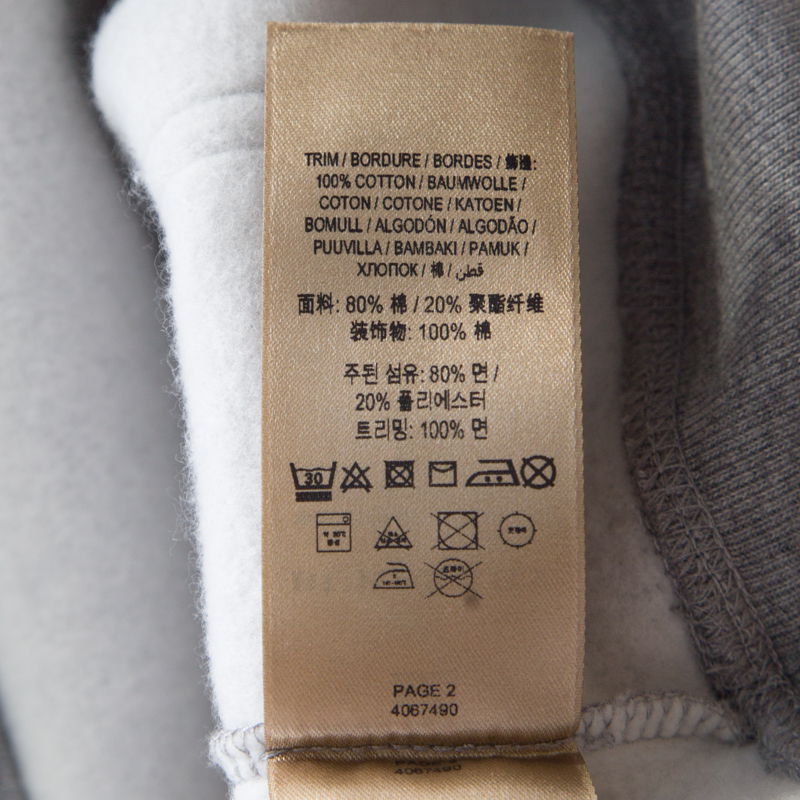 TRIM / BORDURE / BORDES / 飾邊:
100% COTTON / BAUMWOLLE /
COTON / COTONE / KATOEN /
BOMULL / ALGODÓN / ALGODÃO /
PUUVILLA / BAMBAKI / PAMUK /
ХЛОПОК / 棉 / قطن
面料: 80% 棉 / 20% 聚酯纤维
装饰物: 100% 棉
주된 섬유: 80% 면 /
20% 폴리에스터
트리밍: 100% 면
30
PAGE 2
4067490
4067490